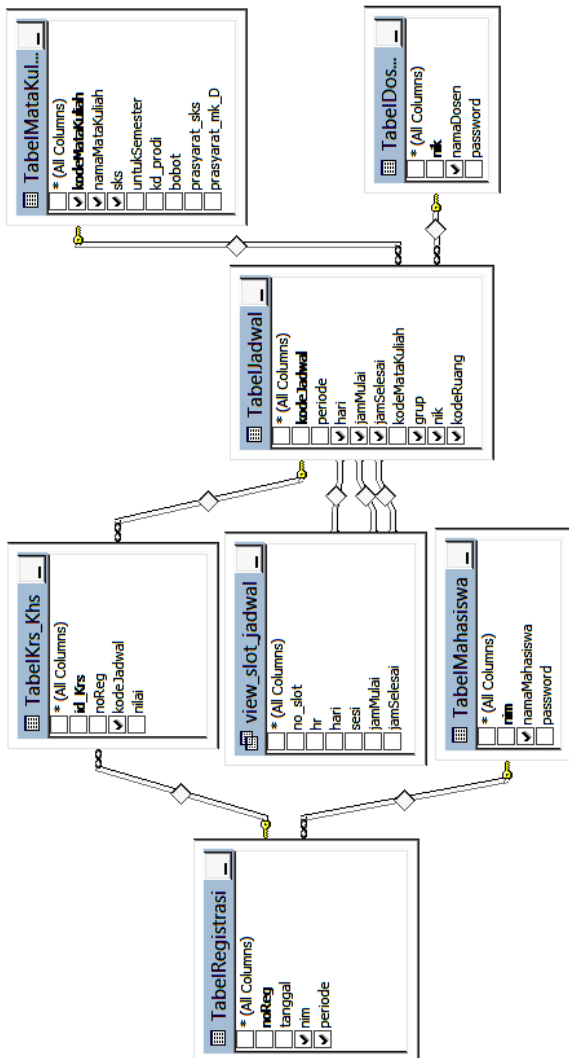 TabelRegistrasi
* (All Columns)
noReg
tanggal
nim
periode
TabelKrs_Khs
* (All Columns)
id_Krs
noReg
kodeJadwal
nilai
view_slot_jadwal
* (All Columns)
no_slot
hr
hari
sesi
jamMulai
jamSelesai
TabelMahasiswa
* (All Columns)
nim
namaMahasiswa
password
TabelJadwal
* (All Columns)
kodeJadwal
periode
hari
jamMulai
jamSelesai
kodeMataKuliah
grup
nik
kodeRuang
TabelMataKul...
* (All Columns)
kodeMataKuliah
namaMataKuliah
sks
untukSemester
kd_prodi
bobot
prasyarat_sks
prasyarat_mk_D
TabelDos...
* (All Columns)
nik
namaDosen
password